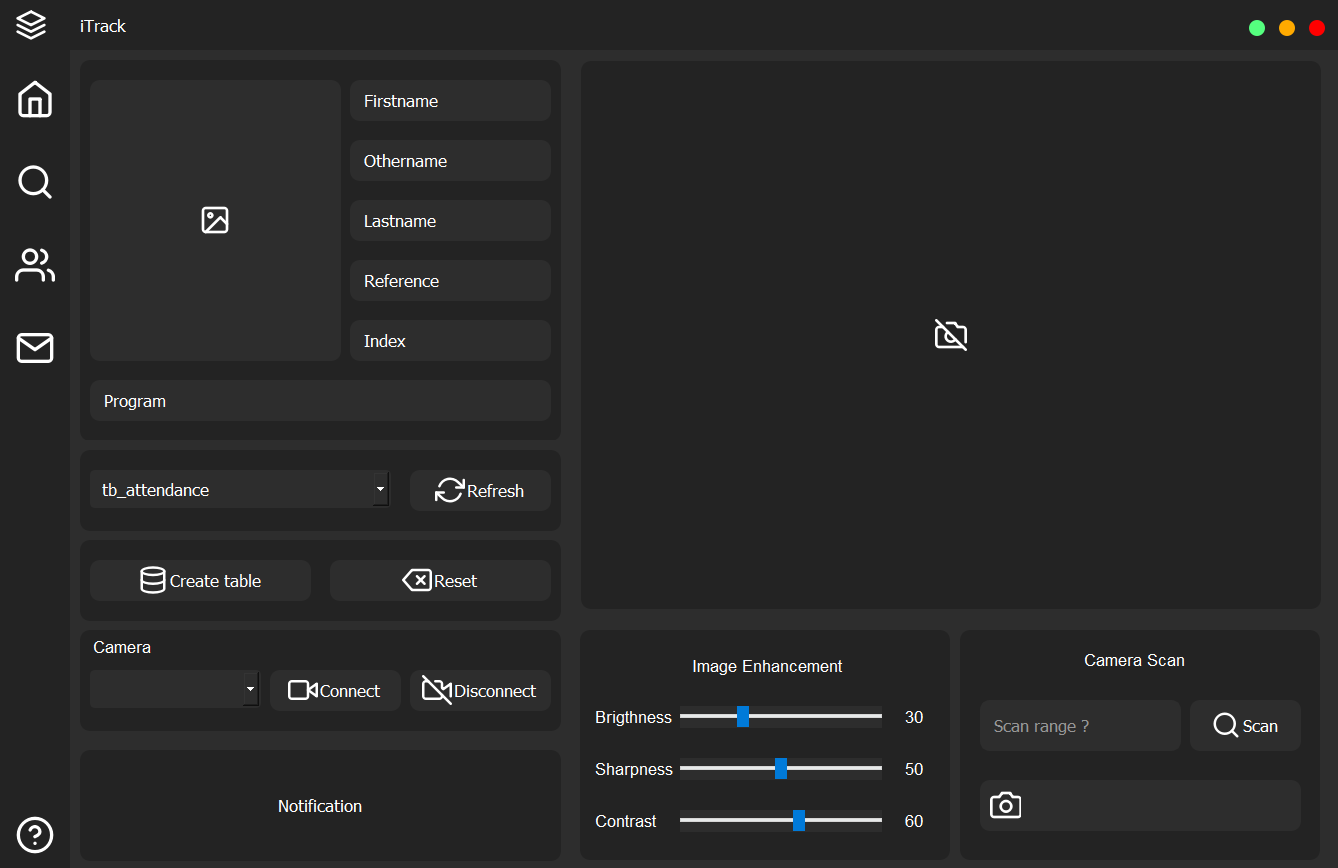 iTrack
Firstname
Othername
Lastname
Reference
Index
Program
tb_attendance
Refresh
Create table
Reset
Camera
Connect
Disconnect
Notification
Image Enhancement
Brigthness 30
Sharpness 50
Contrast 60
Camera Scan
Scan range ?
Scan